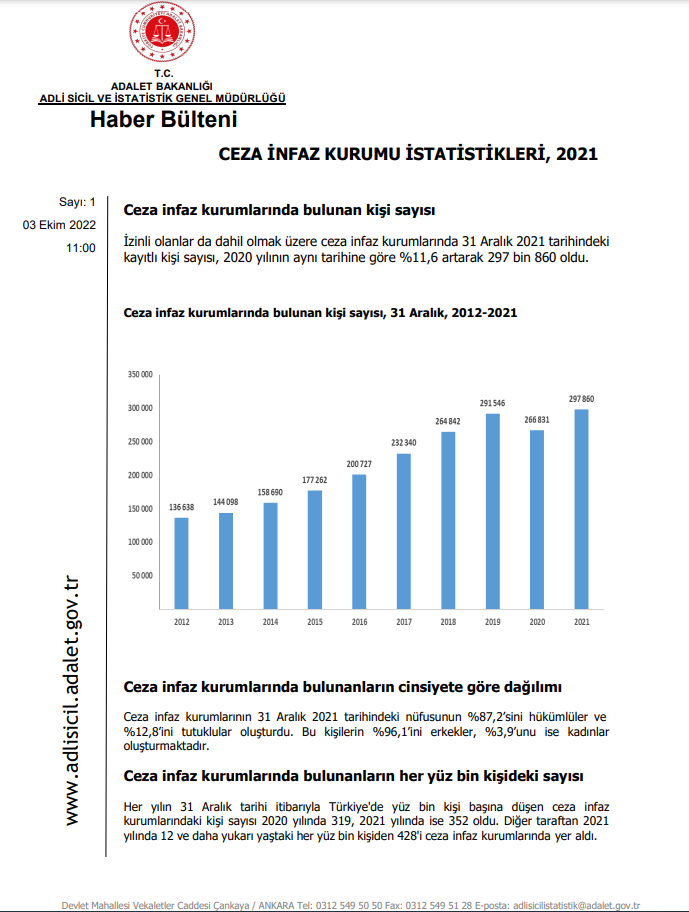 T.C.
ADALET BAKANLIĞI
ADLİ SİCİL VE İSTATİSTİK GENEL MÜDÜRLÜĞÜ
Haber Bülteni
CEZA İNFAZ KURUMU İSTATİSTİKLERİ, 2021
Sayı: 1
03 Ekim 2022
11:00
Ceza infaz kurumlarında bulunan kişi sayısı
İzinli olanlar da dahil olmak üzere ceza infaz kurumlarında 31 Aralık 2021 tarihindeki
kayıtlı kişi sayısı, 2020 yılının aynı tarihine göre %11,6 artarak 297 bin 860 oldu.
Ceza infaz kurumlarında bulunan kişi sayısı, 31 Aralık, 2012-2021
350 000
300 000
250 000
200 000
150 000
100 000
50 000
136 638
144 098
158 690
177 262
200 727
232 340
264 842
291 546
266 831
297 860
2012
2013
2014
2015
2016
2017
2018
2019
2020
2021
www.adlisicil.adalet.gov.tr
Ceza infaz kurumlarında bulunanların cinsiyete göre dağılımı
Ceza infaz kurumlarının 31 Aralık 2021 tarihindeki nüfusunun %87,2’sini hükümlüler ve
%12,8’ini tutuklular oluşturdu. Bu kişilerin %96,1’ini erkekler, %3,9’unu ise kadınlar
oluşturmaktadır.
Ceza infaz kurumlarında bulunanların her yüz bin kişideki sayısı
Her yılın 31 Aralık tarihi itibarıyla Türkiye'de yüz bin kişi başına düşen ceza infaz
kurumlarındaki kişi sayısı 2020 yılında 319, 2021 yılında ise 352 oldu. Diğer taraftan 2021
yılında 12 ve daha yukarı yaştaki her yüz bin kişiden 428'i ceza infaz kurumlarında yer aldı.
Devlet Mahallesi Vekaletler Caddesi Çankaya / ANKARA Tel: 0312 549 50 50 Fax: 0312 549 51 28 E-posta: adlisicilistatistik@adalet.gov.tr